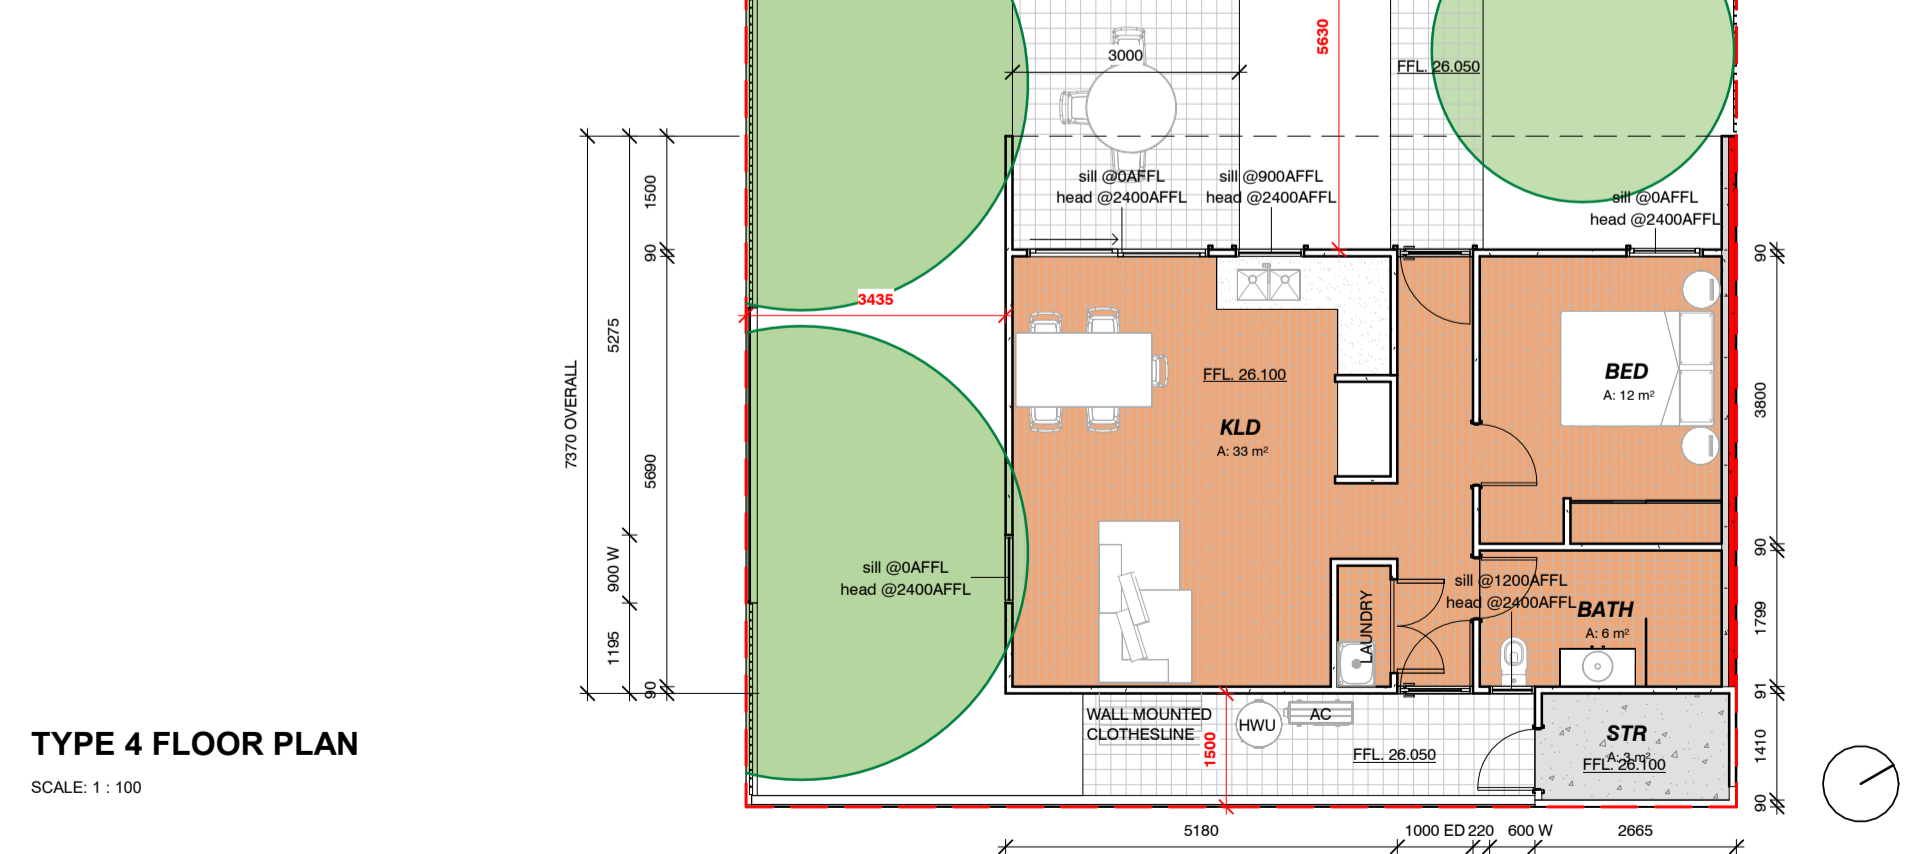 5630
3000
FFL. 26.050
sill @0AFFL
head @2400AFFL
sill @900AFFL
head @2400AFFL
sill @0AFFL
head @2400AFFL
1500
90
90
3435
5275
7370 OVERALL
5690
900 W
1195
90
FFL. 26.100
KLD
A: 33 m²
BED
A: 12 m²
3800
90
sill @0AFFL
head @2400AFFL
LAUNDRY
sill @1200AFFL
head @2400AFFL
BATH
A: 6 m²
1799
91
WALL MOUNTED
CLOTHESLINE
1500
HWU
AC
FFL. 26.050
STR
A: 3 m²
FFL. 26.100
1410
90
TYPE 4 FLOOR PLAN
SCALE: 1 : 100
5180
1000 ED
220
600 W
2665